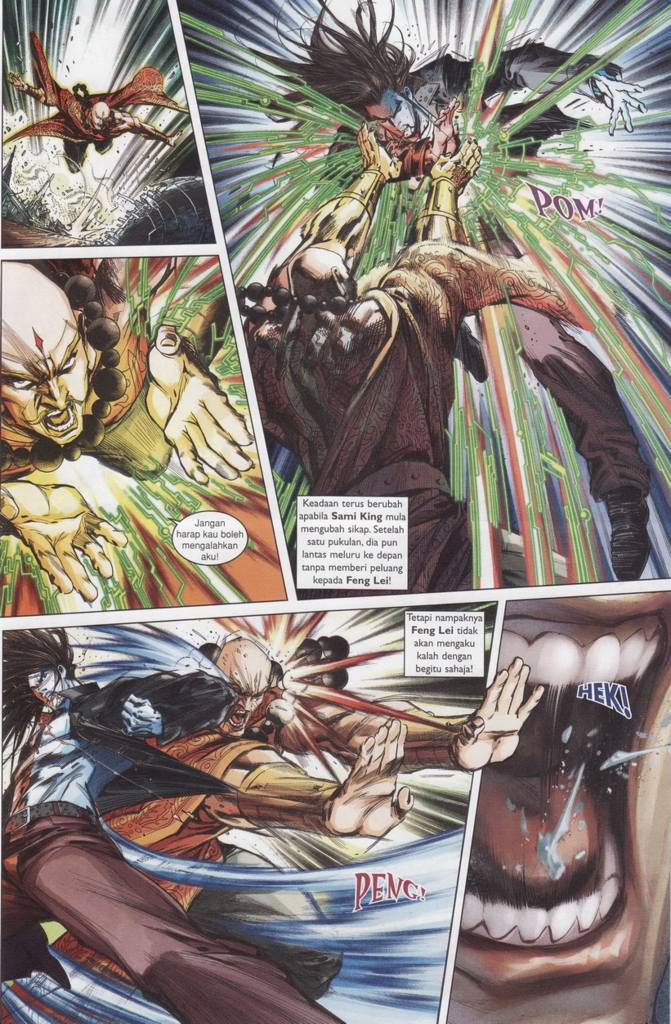 POM!
Jangan
harap kau boleh
mengalahkan
aku!
Keadaan terus berubah
apabila Sami King mula
mengubah sikap. Setelah
satu pukulan, dia pun
lantas meluru ke depan
tanpa memberi peluang
kepada Feng Lei!
Tetapi nampaknya
Feng Lei tidak
akan mengaku
kalah dengan
begitu sahaja!
PENG!
HEK!